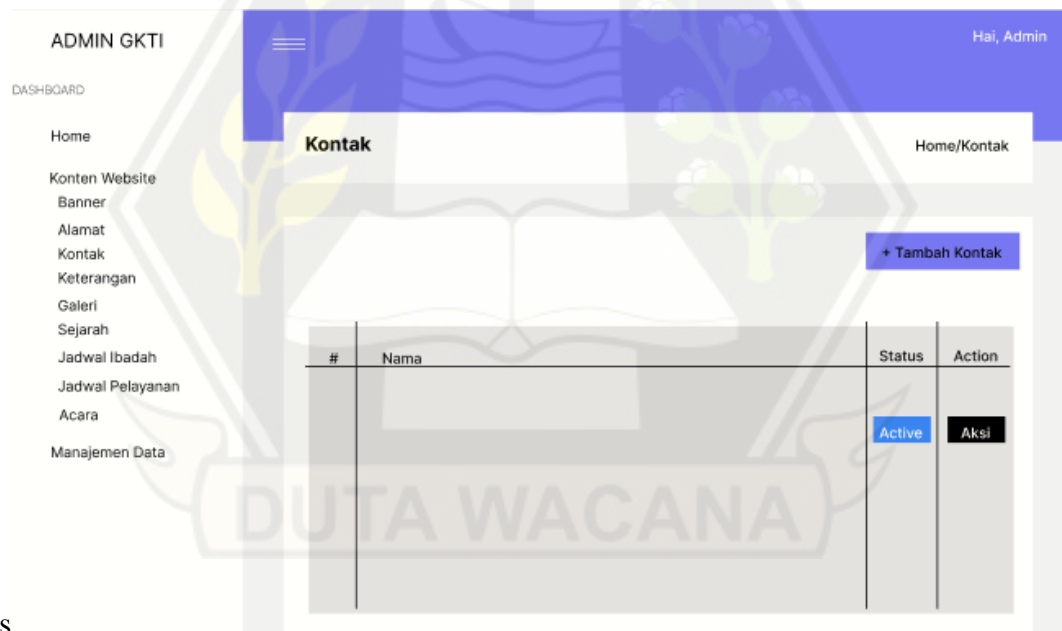 ADMIN GKTI
Hai, Admin
DASHBOARD
Home
Kontak
Home/Kontak
Konten Website
Banner
Alamat
Kontak
+ Tambah Kontak
Keterangan
Galeri
Sejarah
Jadwal Ibadah
# Nama Status Action
Jadwal Pelayanan
Acara
Active Aksi
Manajemen Data
DUTA WACANA
s